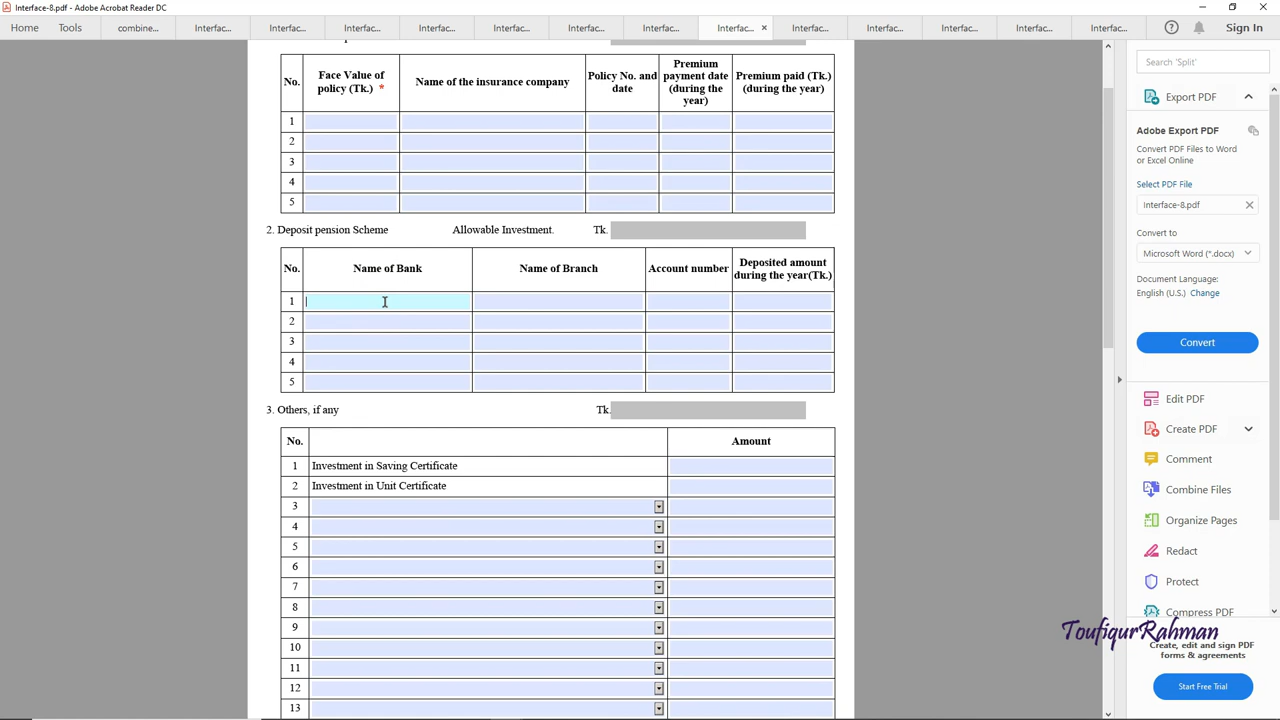 Interface-8.pdf - Adobe Acrobat Reader DC
Home Tools combine... Interfac... Interfac... Interfac... Interfac... Interfac... Interfac... Interfac... Interfac... × Interfac... Interfac... Interfac... Interfac... Interfac... Sign In
No. Face Value of policy (Tk.) * Name of the insurance company Policy No. and date Premium payment date (during the year) Premium paid (Tk.) (during the year)
1
2
3
4
5
2. Deposit pension Scheme Allowable Investment. Tk.
No. Name of Bank Name of Branch Account number Deposited amount during the year(Tk.)
1
2
3
4
5
3. Others, if any Tk.
No. Amount
1 Investment in Saving Certificate
2 Investment in Unit Certificate
3
4
5
6
7
8
9
10
11
12
13
Search 'Split'
Export PDF
Adobe Export PDF
Convert PDF Files to Word
or Excel Online
Select PDF File
Interface-8.pdf
Convert to
Microsoft Word (*.docx)
Document Language:
English (U.S.) Change
Convert
Edit PDF
Create PDF
Comment
Combine Files
Organize Pages
Redact
Protect
Compress PDF
ToufiqurRahman
Create, edit and sign PDF
forms & agreements
Start Free Trial